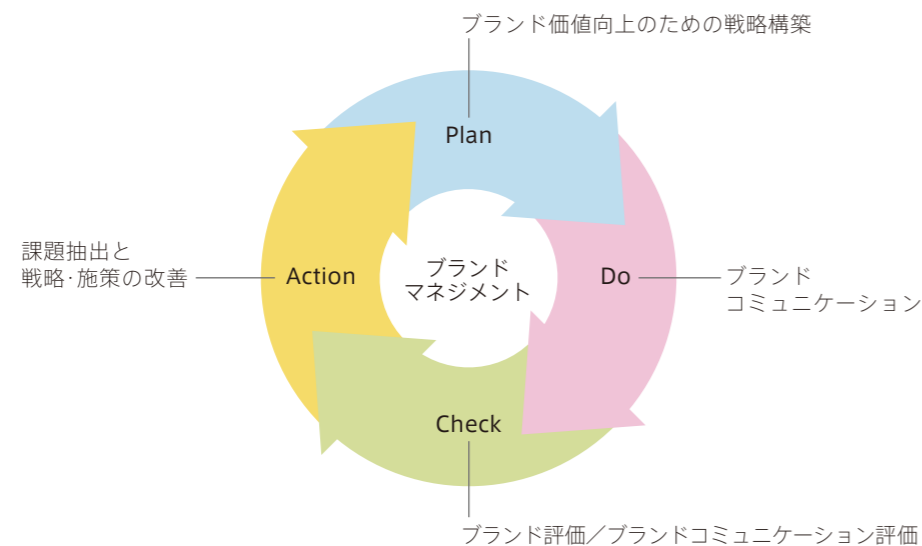 ブランド価値向上のための戦略構築
Plan
課題抽出と
戦略・施策の改善
Action
ブランド
マネジメント
Do
ブランド
コミュニケーション
Check
ブランド評価／ブランドコミュニケーション評価